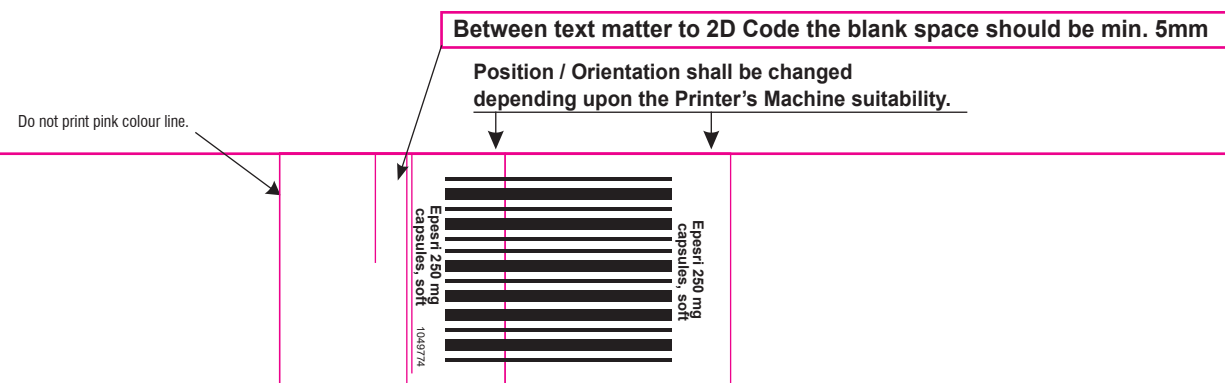 Between text matter to 2D Code the blank space should be min. 5mm
Position / Orientation shall be changed
depending upon the Printer's Machine suitability.
Do not print pink colour line.
Epesri 250 mg
capsules, soft
1049774
Epesri 250 mg
capsules, soft